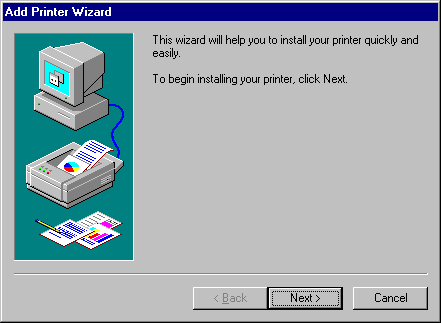 Add Printer Wizard
This wizard will help you to install your printer quickly and
easily.
To begin installing your printer, click Next.
< Back
Next >
Cancel